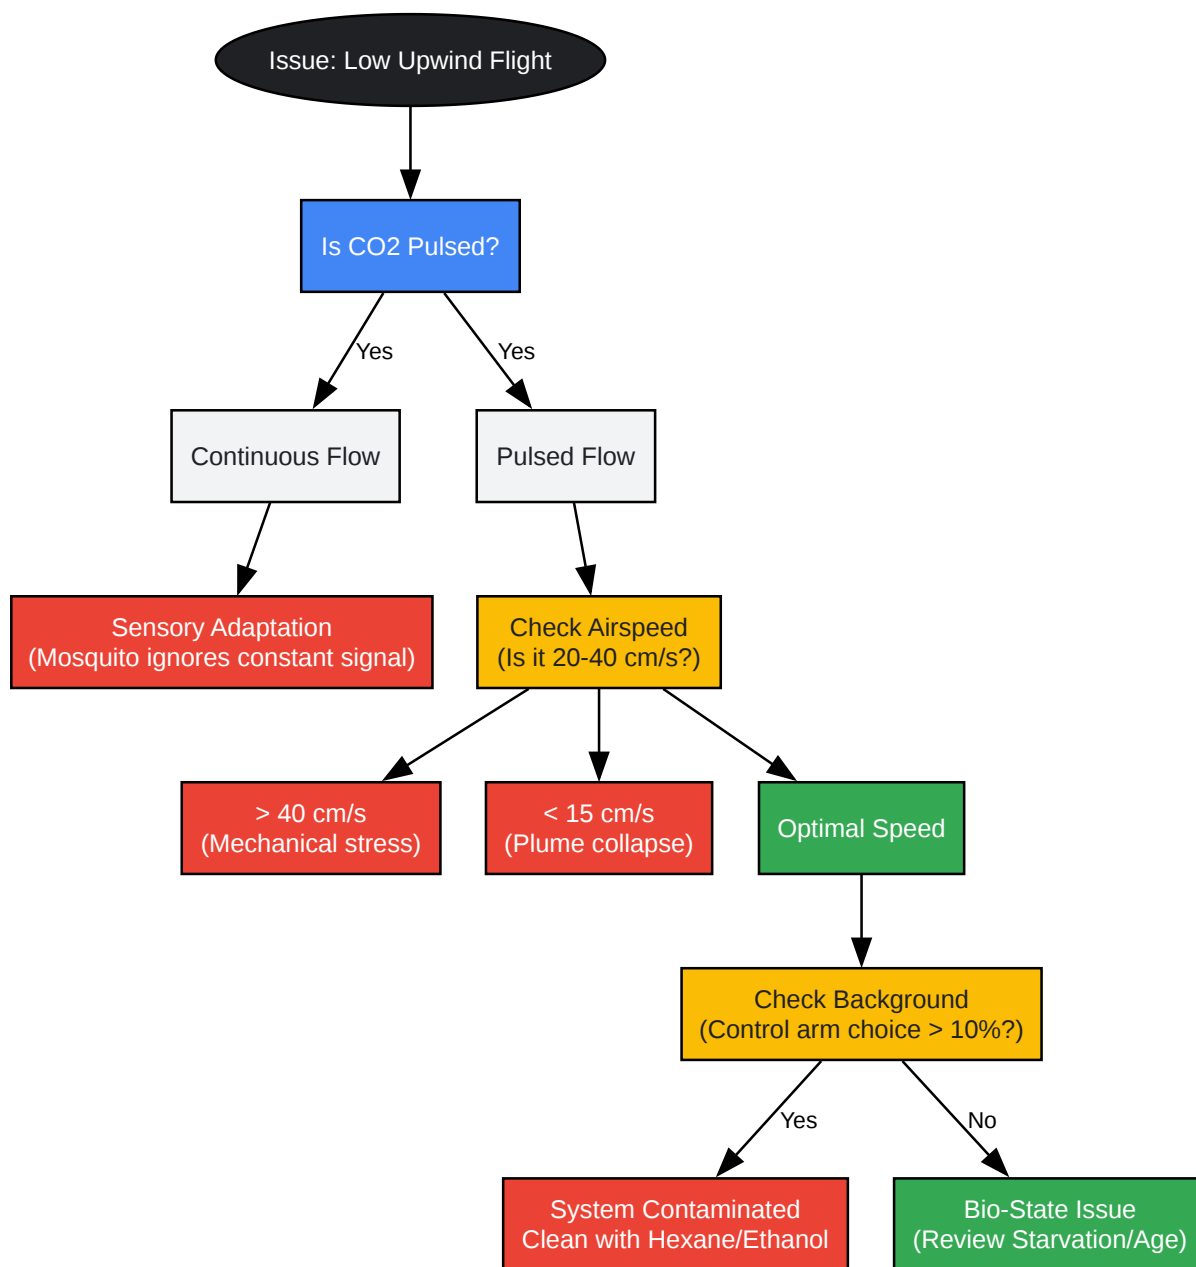 Issue: Low Upwind Flight
Is CO2 Pulsed?
Yes
Yes
Continuous Flow
Pulsed Flow
Sensory Adaptation
(Mosquito ignores constant signal)
Check Airspeed
(Is it 20-40 cm/s?)
> 40 cm/s
(Mechanical stress)
< 15 cm/s
(Plume collapse)
Optimal Speed
Check Background
(Control arm choice > 10%?)
Yes
No
System Contaminated
Clean with Hexane/Ethanol
Bio-State Issue
(Review Starvation/Age)